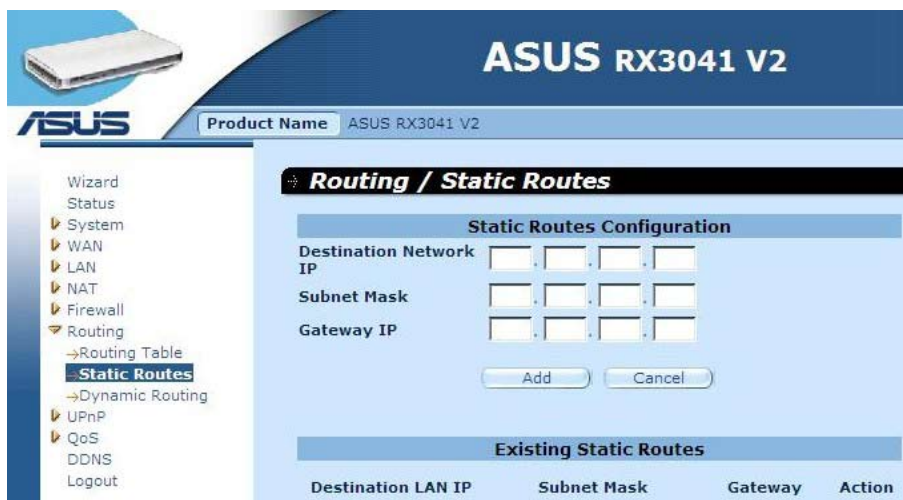 ASUS RX3041 V2
ASUS
Product Name ASUS RX3041 V2
Wizard
Status
System
WAN
LAN
NAT
Firewall
Routing
→Routing Table
→Static Routes
→Dynamic Routing
UPnP
QoS
DDNS
Logout
Routing / Static Routes
Static Routes Configuration
Destination Network
IP
. . .
Subnet Mask
. . .
Gateway IP
. . .
Add Cancel
Existing Static Routes
Destination LAN IP Subnet Mask Gateway Action